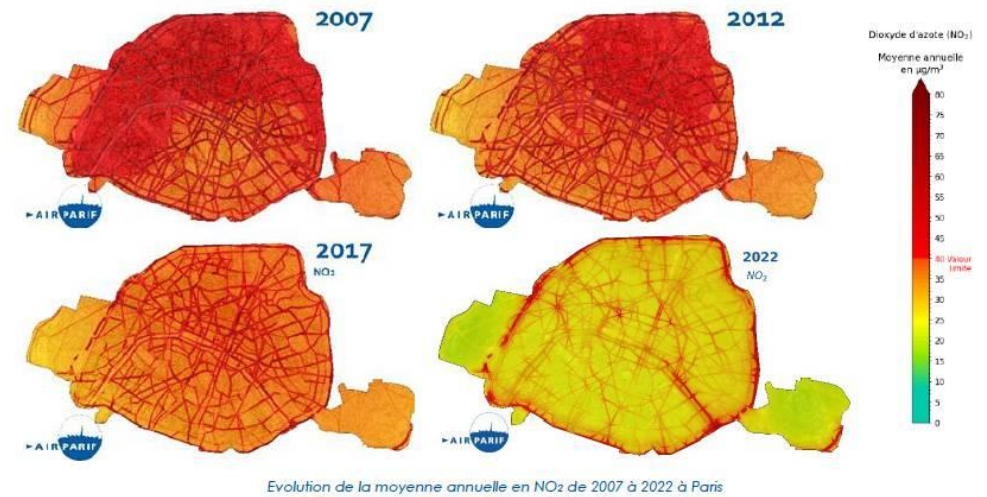 2007
2012
Dioxyde d'azote (NO₂)
Moyenne annuelle
en µg/m³
80
75
70
65
60
55
50
45
40 Valeur
limite
35
30
25
20
15
10
5
0
AIRPARIF
AIRPARIF
2017
NO₂
2022
NO₂
AIRPARIF
AIRPARIF
Evolution de la moyenne annuelle en NO₂ de 2007 à 2022 à Paris